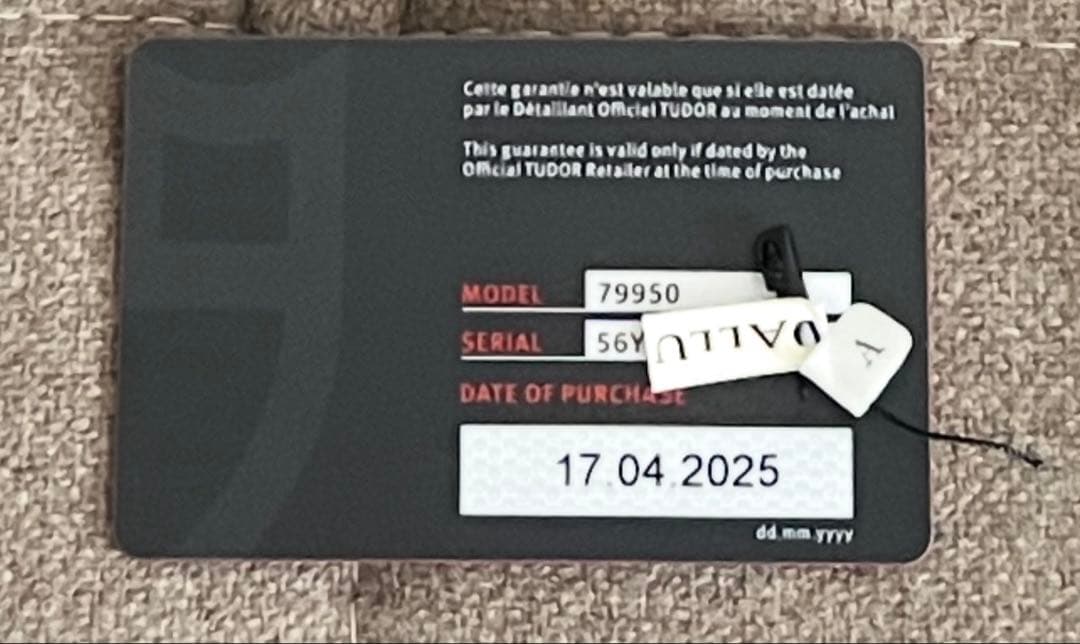 Cette garantie n'est valable que si elle est datée
par le Détaillant Officiel TUDOR au moment de l'achat
This guarantee is valid only if dated by the
Official TUDOR Retailer at the time of purchase
MODEL 79950
SERIAL 56Y
A
DATE OF PURCHASE
17.04.2025
dd.mm.yyyy